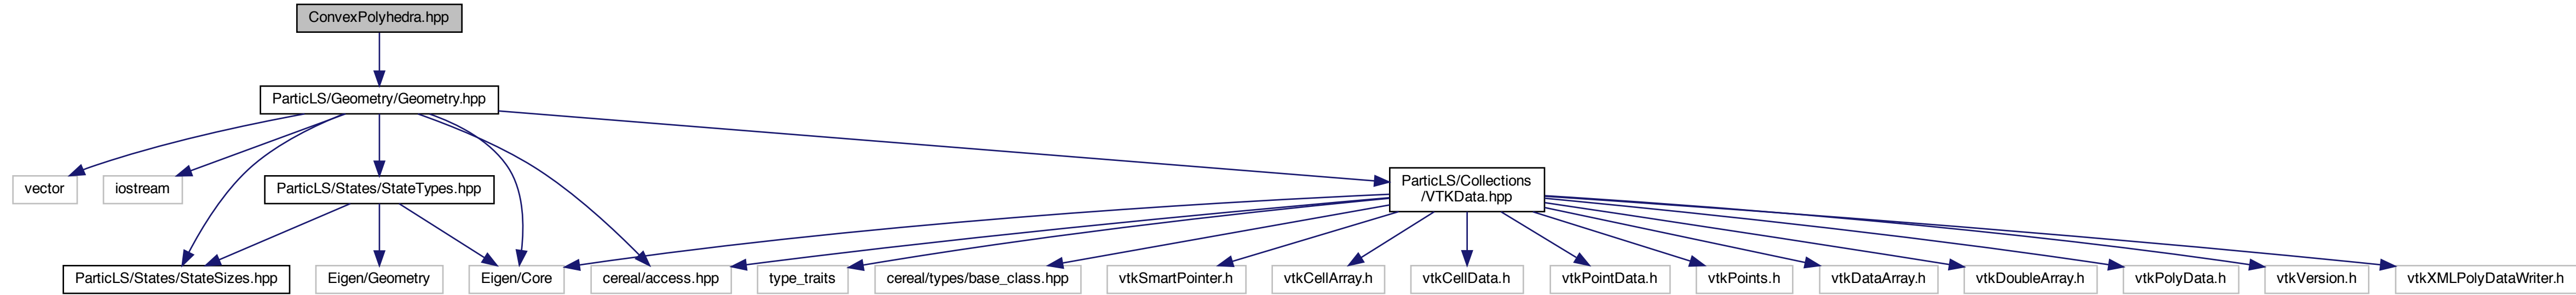 ConvexPolyhedra.hpp
ParticLS/Geometry/Geometry.hpp
ParticLS/Collections
/VTKData.hpp
vector
iostream
ParticLS/States/StateTypes.hpp
ParticLS/States/StateSizes.hpp
Eigen/Geometry
Eigen/Core
cereal/access.hpp
type_traits
cereal/types/base_class.hpp
vtkSmartPointer.h
vtkCellArray.h
vtkCellData.h
vtkPointData.h
vtkPoints.h
vtkDataArray.h
vtkDoubleArray.h
vtkPolyData.h
vtkVersion.h
vtkXMLPolyDataWriter.h